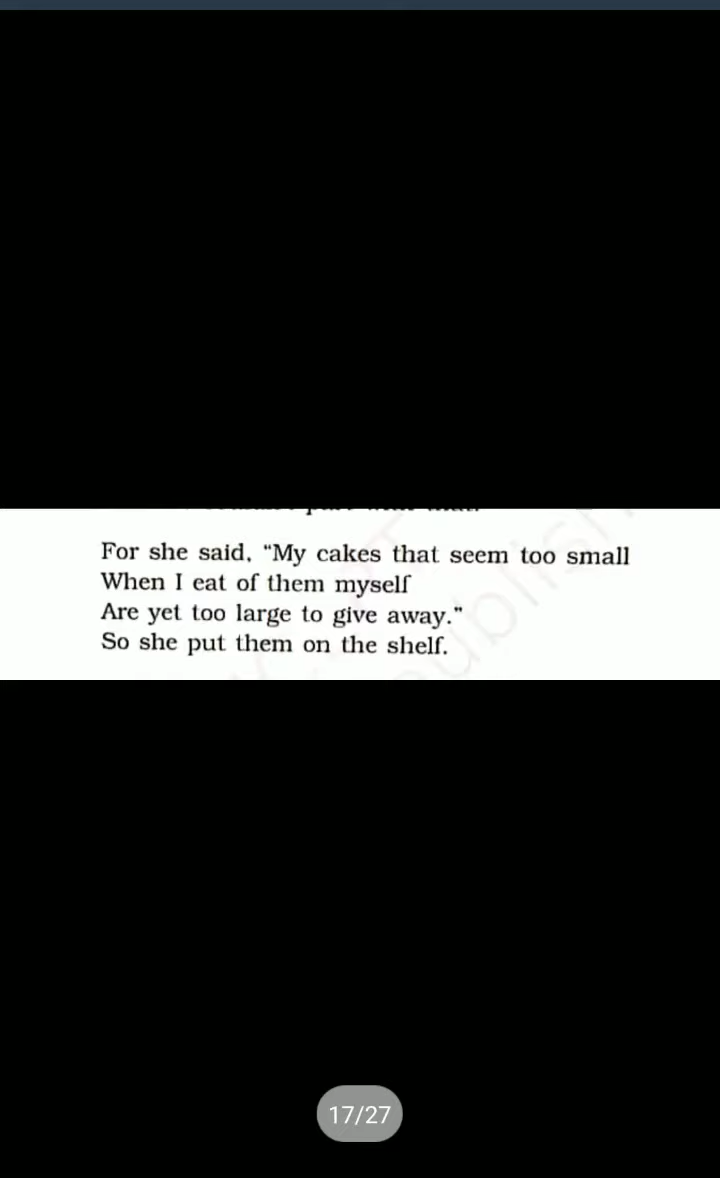 For she said, "My cakes that seem too small
When I eat of them myself
Are yet too large to give away."
So she put them on the shelf.
17/27